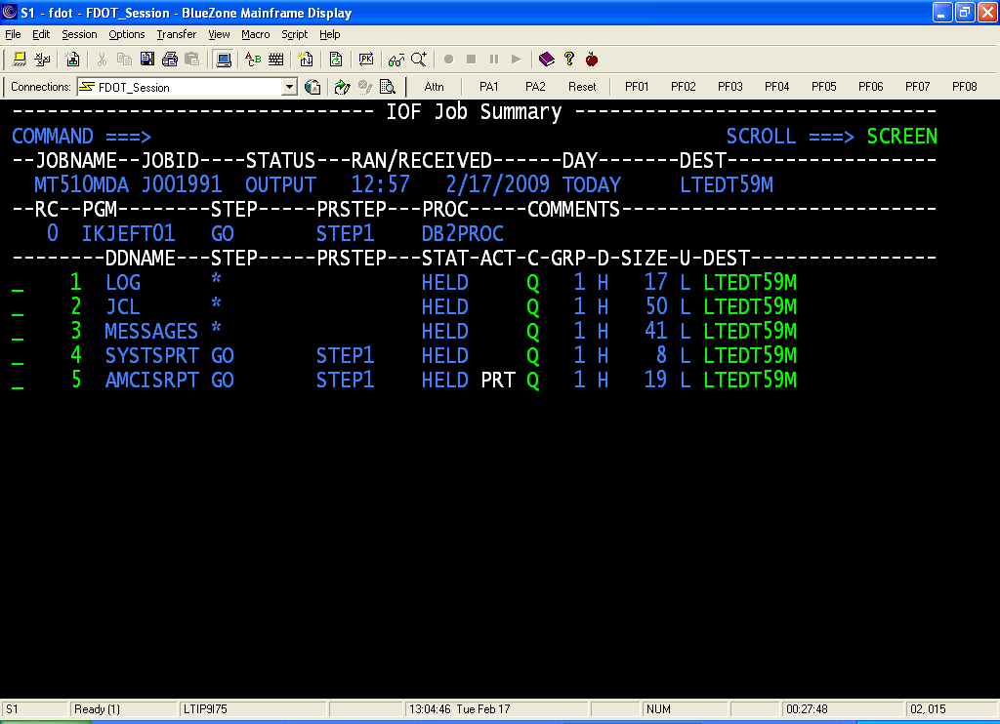 S1 - fdot - FDOT_Session - BlueZone Mainframe Display
File Edit Session Options Transfer View Macro Script Help
Connections: FDOT_Session Attn PA1 PA2 Reset PF01 PF02 PF03 PF04 PF05 PF06 PF07 PF08
------------------------------- IOF Job Summary -------------------------------
COMMAND ===> SCROLL ===> SCREEN
--JOBNAME--JOBID----STATUS---RAN/RECEIVED------DAY-------DEST------------------
MT510MDA J001991 OUTPUT 12:57 2/17/2009 TODAY LTEDT59M
--RC--PGM--------STEP-----PRSTEP---PROC-----COMMENTS---------------------------
0 IKJEFT01 GO STEP1 DB2PROC
--------DDNAME---STEP-----PRSTEP---STAT-ACT-C-GRP-D-SIZE-U-DEST----------------
_ 1 LOG * HELD Q 1 H 17 L LTEDT59M
_ 2 JCL * HELD Q 1 H 50 L LTEDT59M
_ 3 MESSAGES * HELD Q 1 H 41 L LTEDT59M
_ 4 SYSTSPRT GO STEP1 HELD Q 1 H 8 L LTEDT59M
_ 5 AMCISRPT GO STEP1 HELD PRT Q 1 H 19 L LTEDT59M
S1 Ready (1) LTIP9I75 13:04:46 Tue Feb 17 NUM 00:27:48 02, 015